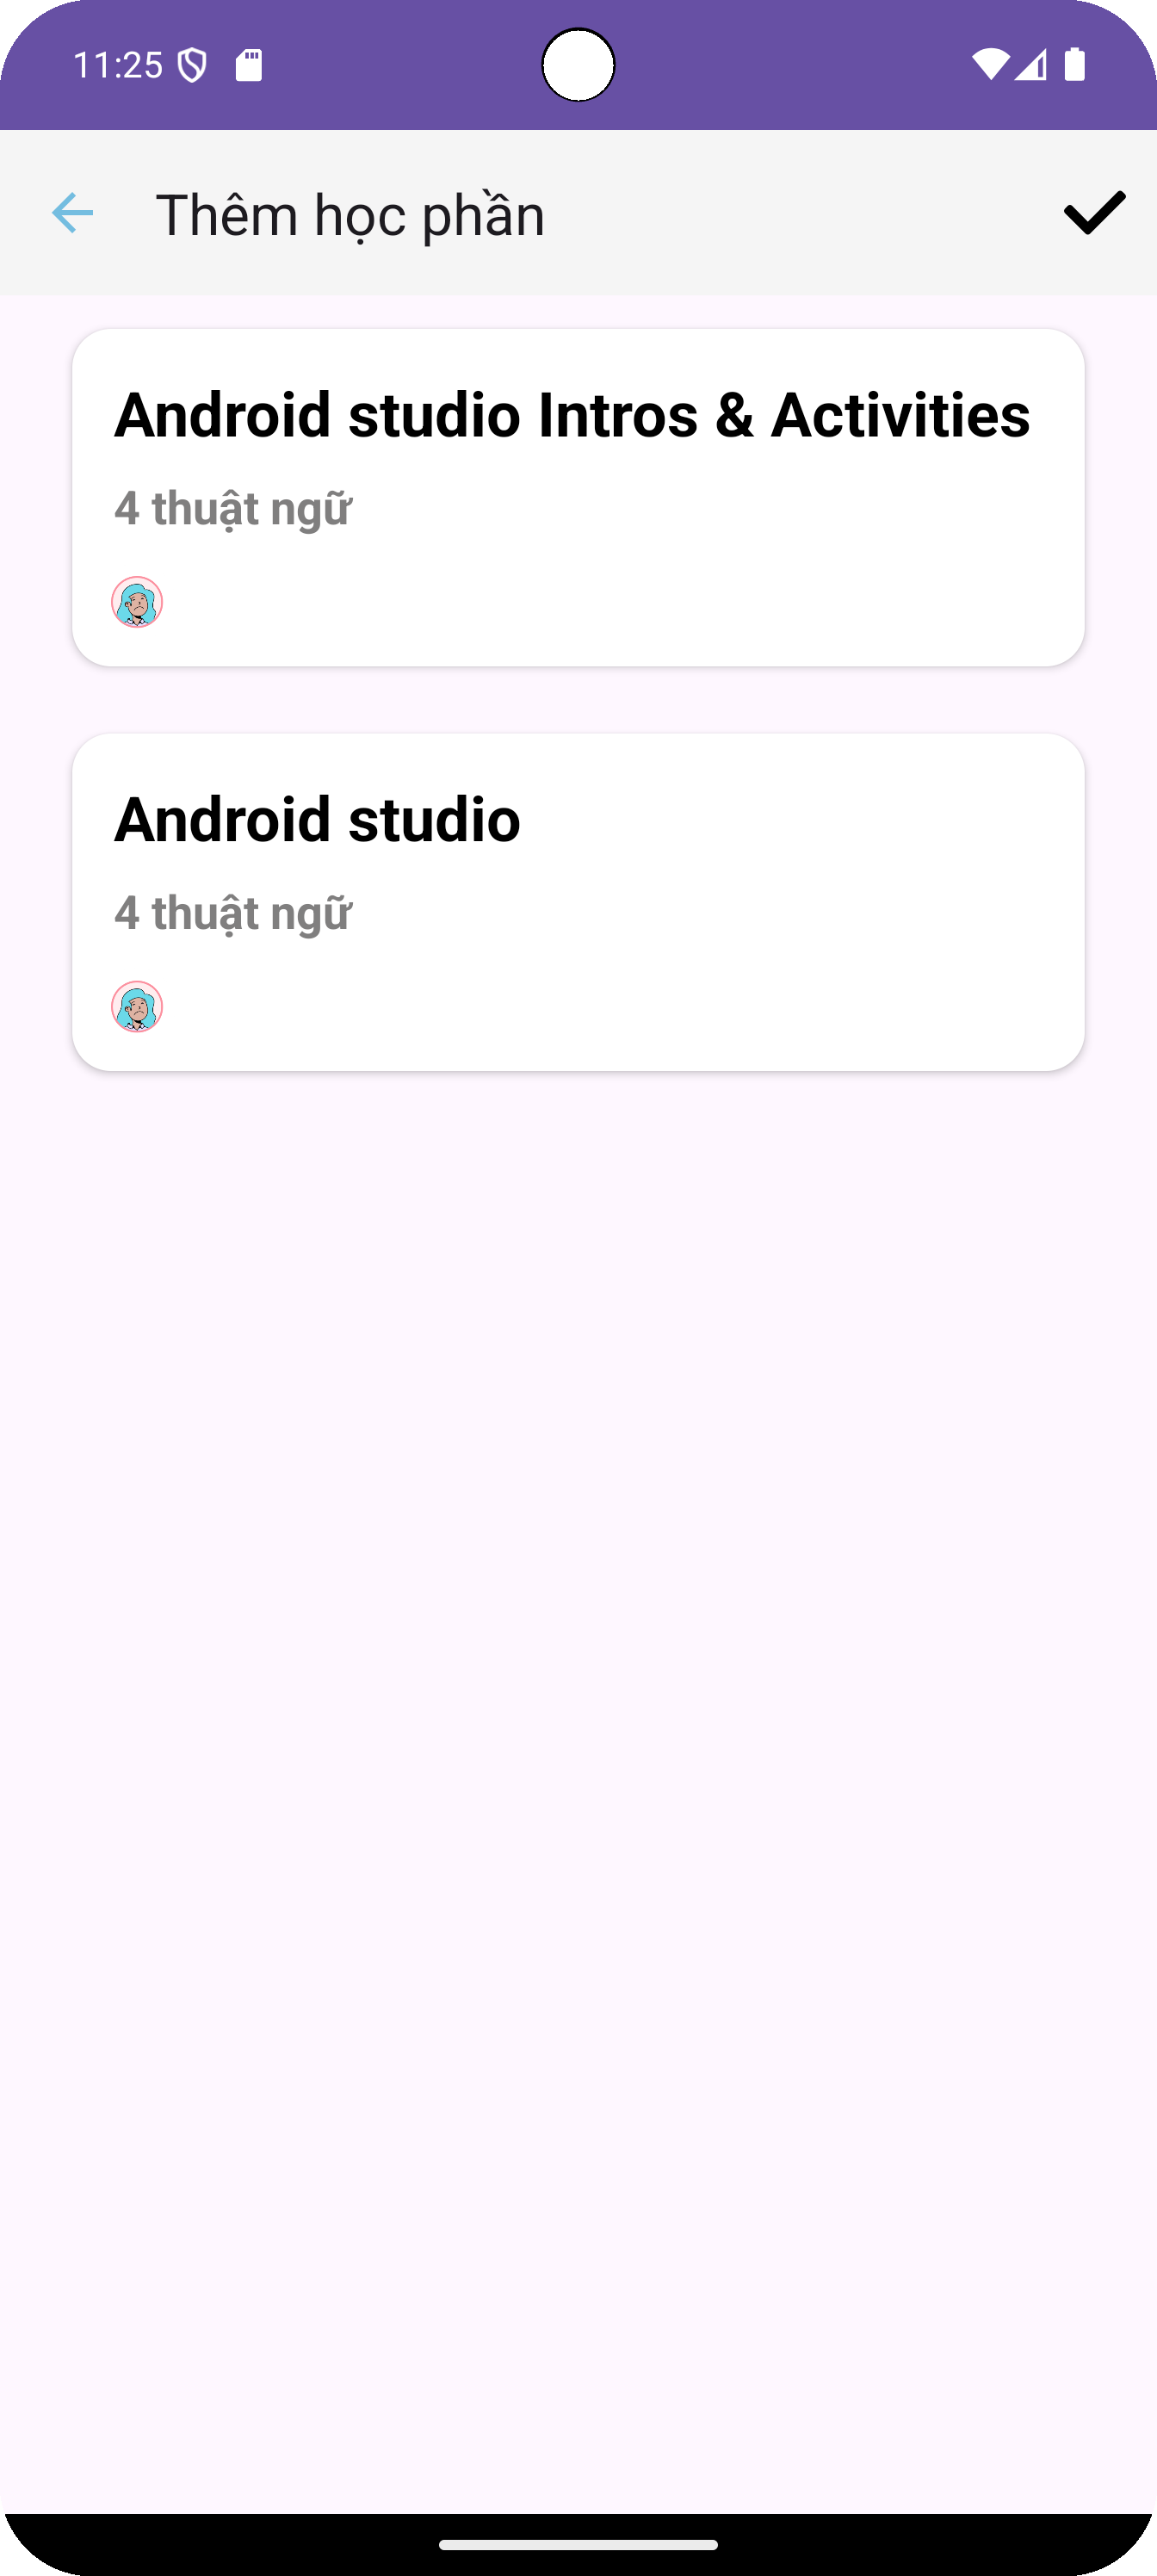 11:25
Thêm học phần
Android studio Intros & Activities
4 thuật ngữ
Android studio
4 thuật ngữ